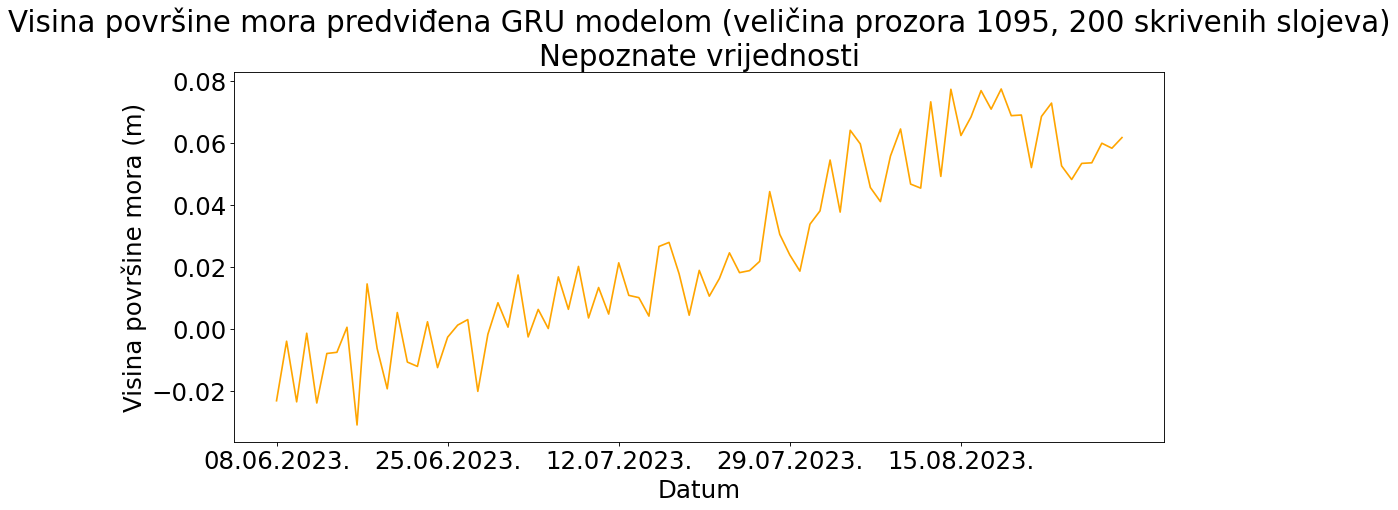 Visina površine mora predviđena GRU modelom (veličina prozora 1095, 200 skrivenih slojeva)
Nepoznate vrijednosti
Visina površine mora (m)
0.08
0.06
0.04
0.02
0.00
−0.02
08.06.2023. 25.06.2023. 12.07.2023. 29.07.2023. 15.08.2023.
Datum